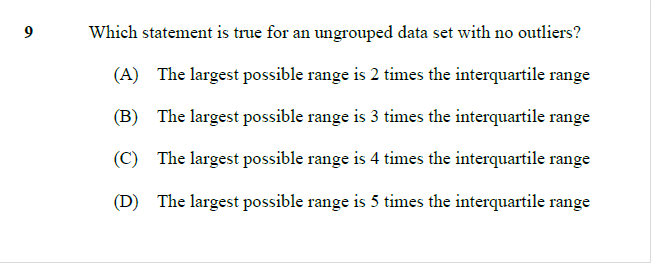 9 Which statement is true for an ungrouped data set with no outliers?
(A) The largest possible range is 2 times the interquartile range
(B) The largest possible range is 3 times the interquartile range
(C) The largest possible range is 4 times the interquartile range
(D) The largest possible range is 5 times the interquartile range